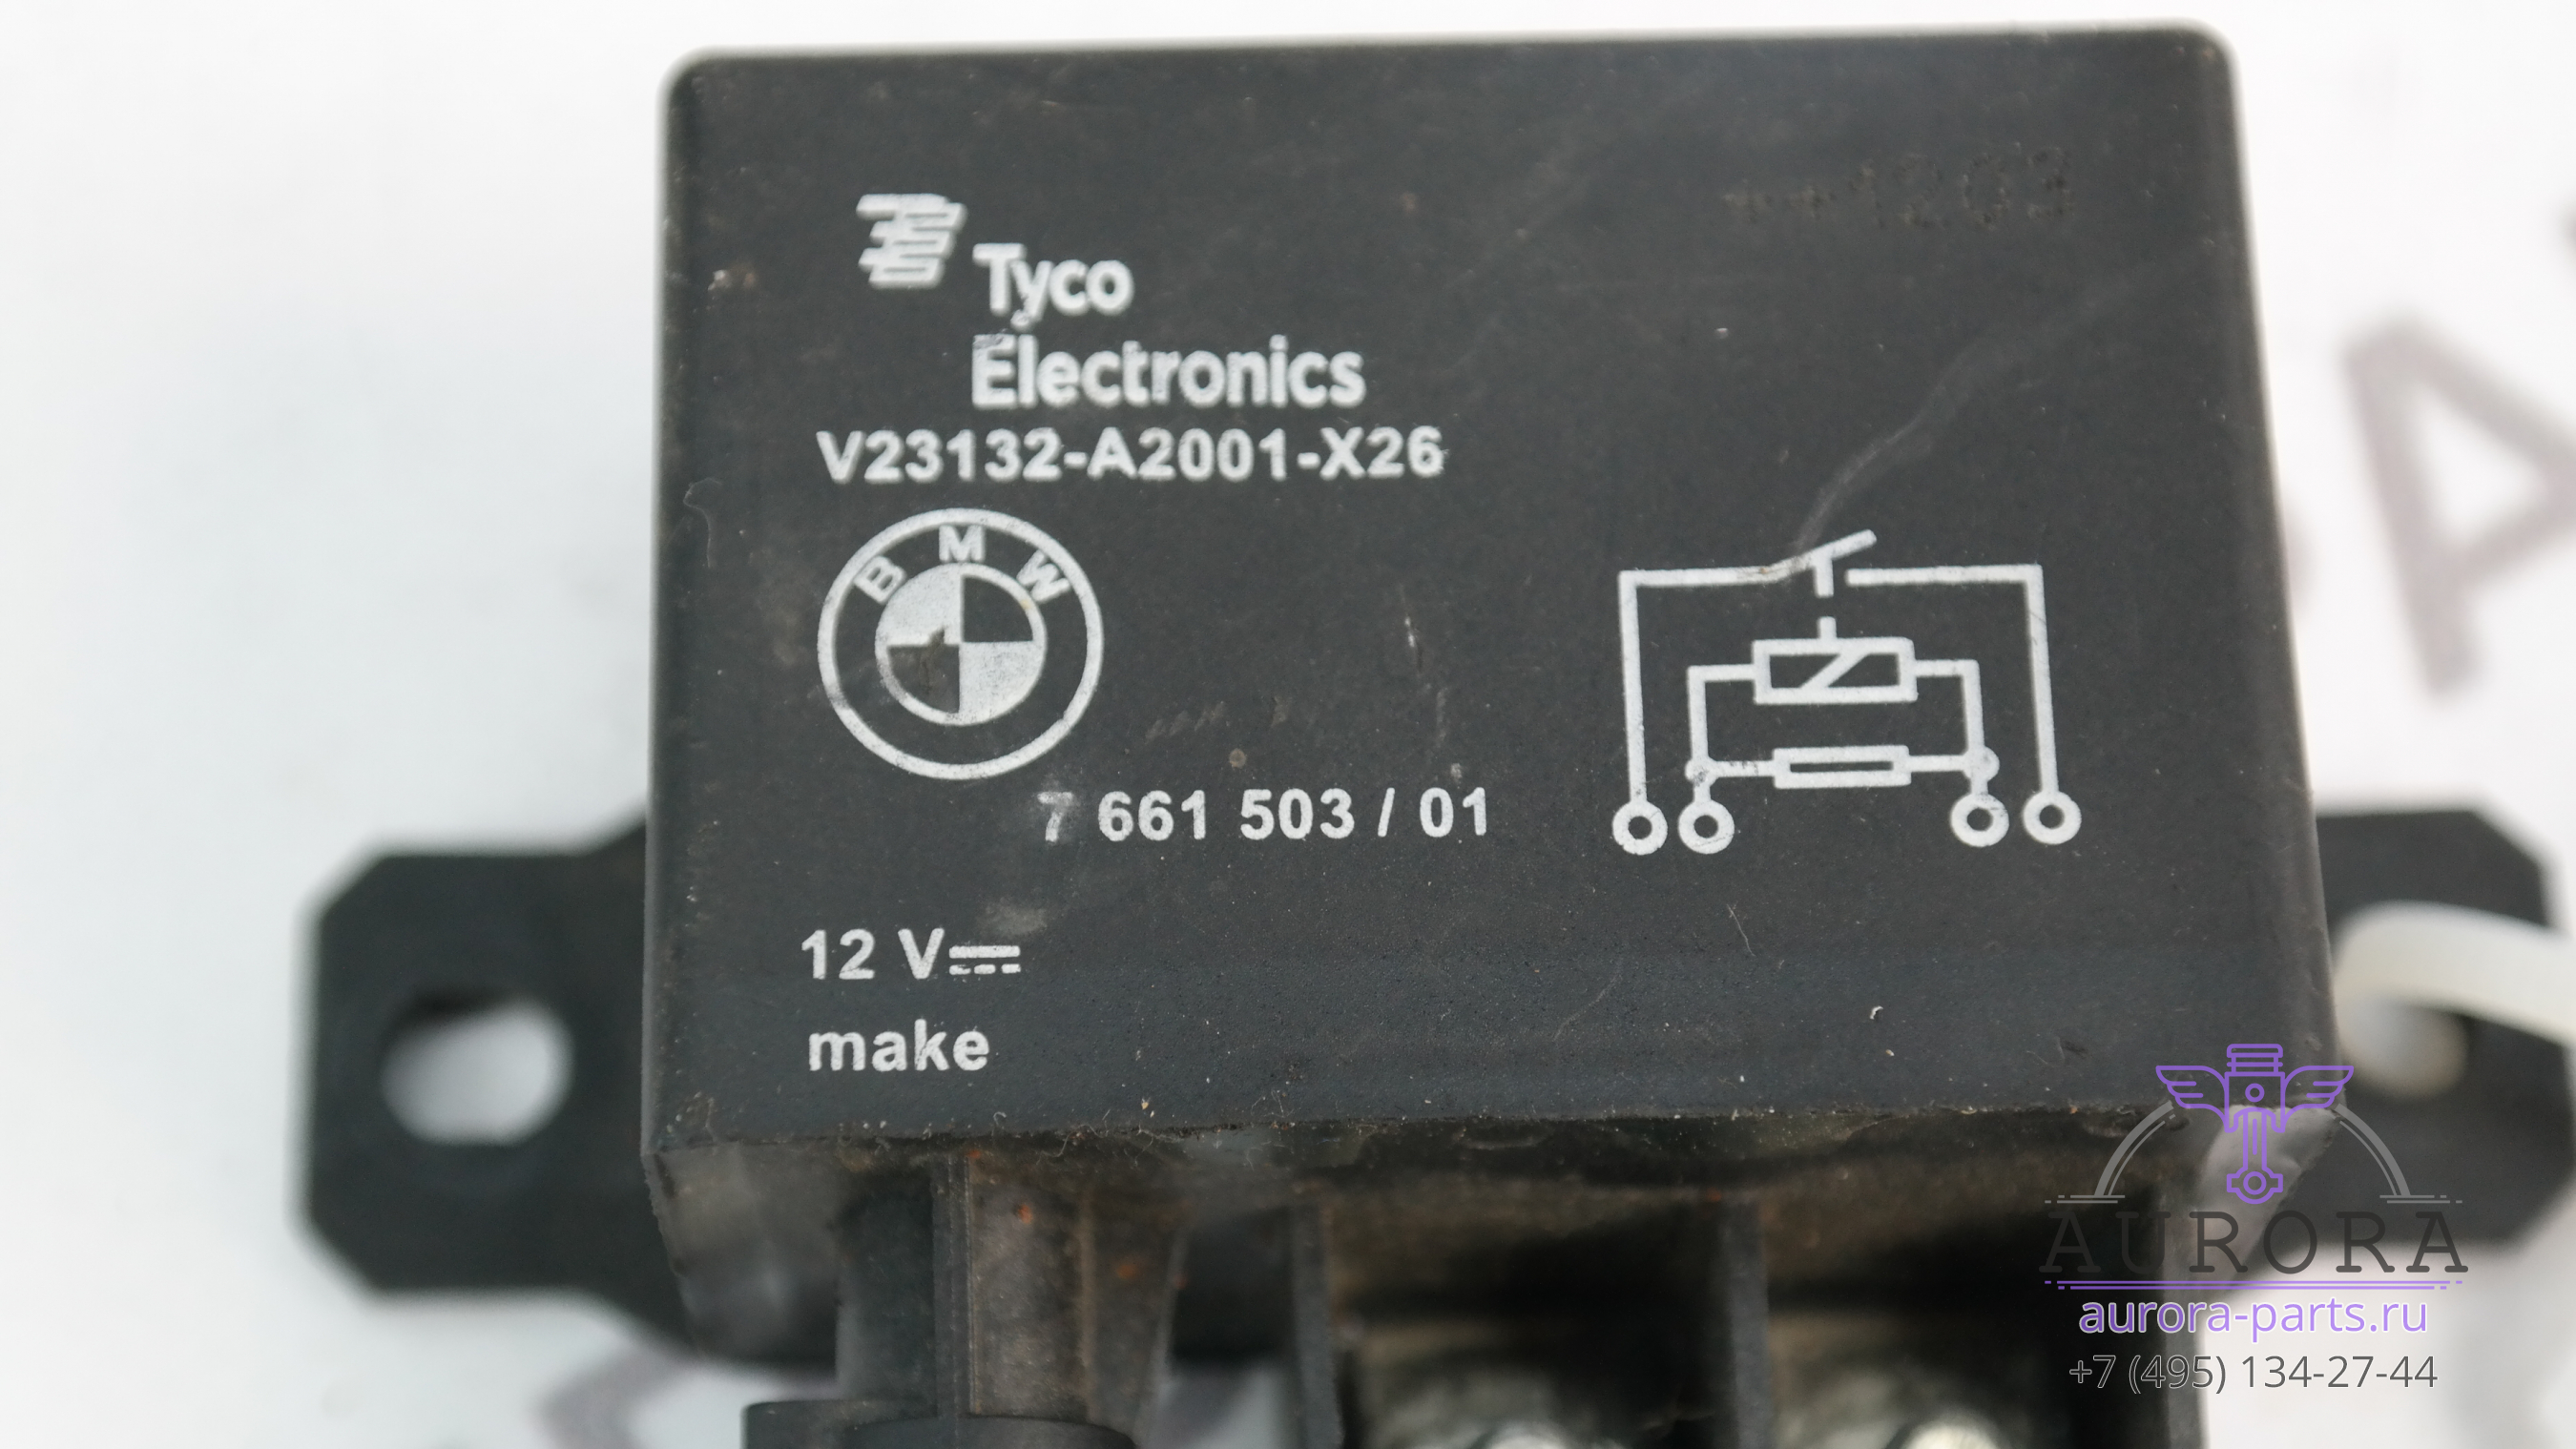 Tyco
Electronics
V23132-A2001-X26
BMW
7 661 503 / 01
12 V⎓
make
AURORA
aurora-parts.ru
+7 (495) 134-27-44